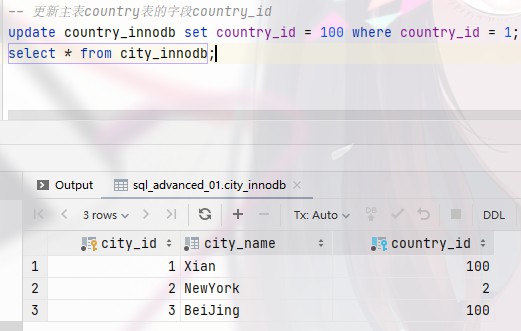 -- 更新主表country表的字段country_id
update country_innodb set country_id = 100 where country_id = 1;
select * from city_innodb;
Output sql_advanced_01.city_innodb
3 rows Tx: Auto DB DDL
city_id city_name country_id
1 1 Xian 100
2 2 NewYork 2
3 3 BeiJing 100